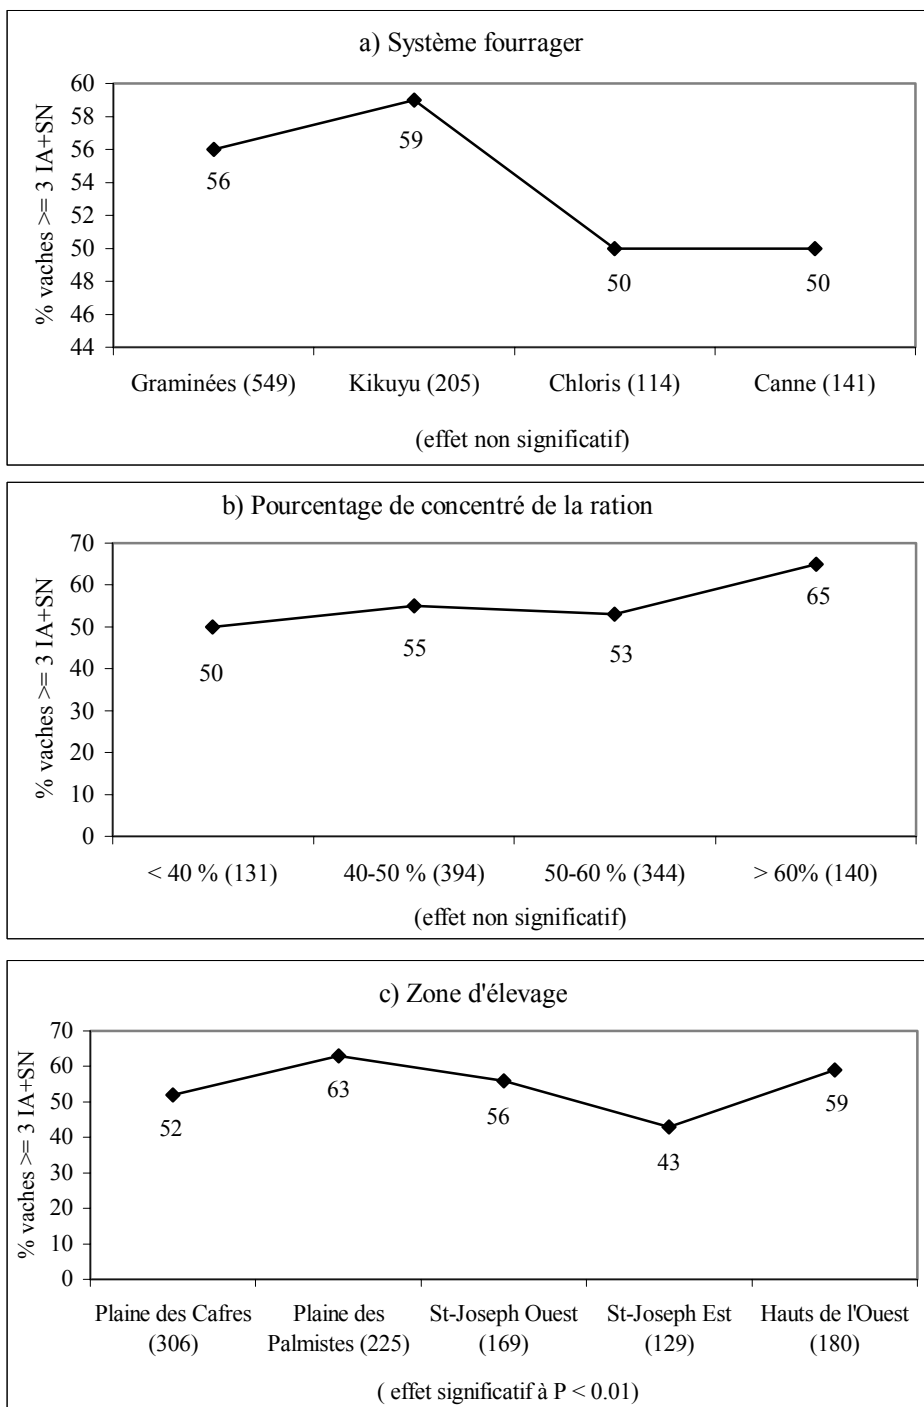 a) Système fourrager
% vaches >= 3 IA+SN
60
58
56
54
52
50
48
46
44
56
59
50
50
Graminées (549) Kikuyu (205) Chloris (114) Canne (141)
(effet non significatif)
b) Pourcentage de concentré de la ration
% vaches >= 3 IA+SN
70
60
50
40
30
20
10
0
50
55
53
65
< 40 % (131) 40-50 % (394) 50-60 % (344) > 60% (140)
(effet non significatif)
c) Zone d'élevage
% vaches >= 3 IA+SN
70
60
50
40
30
20
10
0
52
63
56
43
59
Plaine des Cafres Plaine des St-Joseph Ouest St-Joseph Est Hauts de l'Ouest
(306) Palmistes (225) (169) (129) (180)
( effet significatif à P < 0.01)